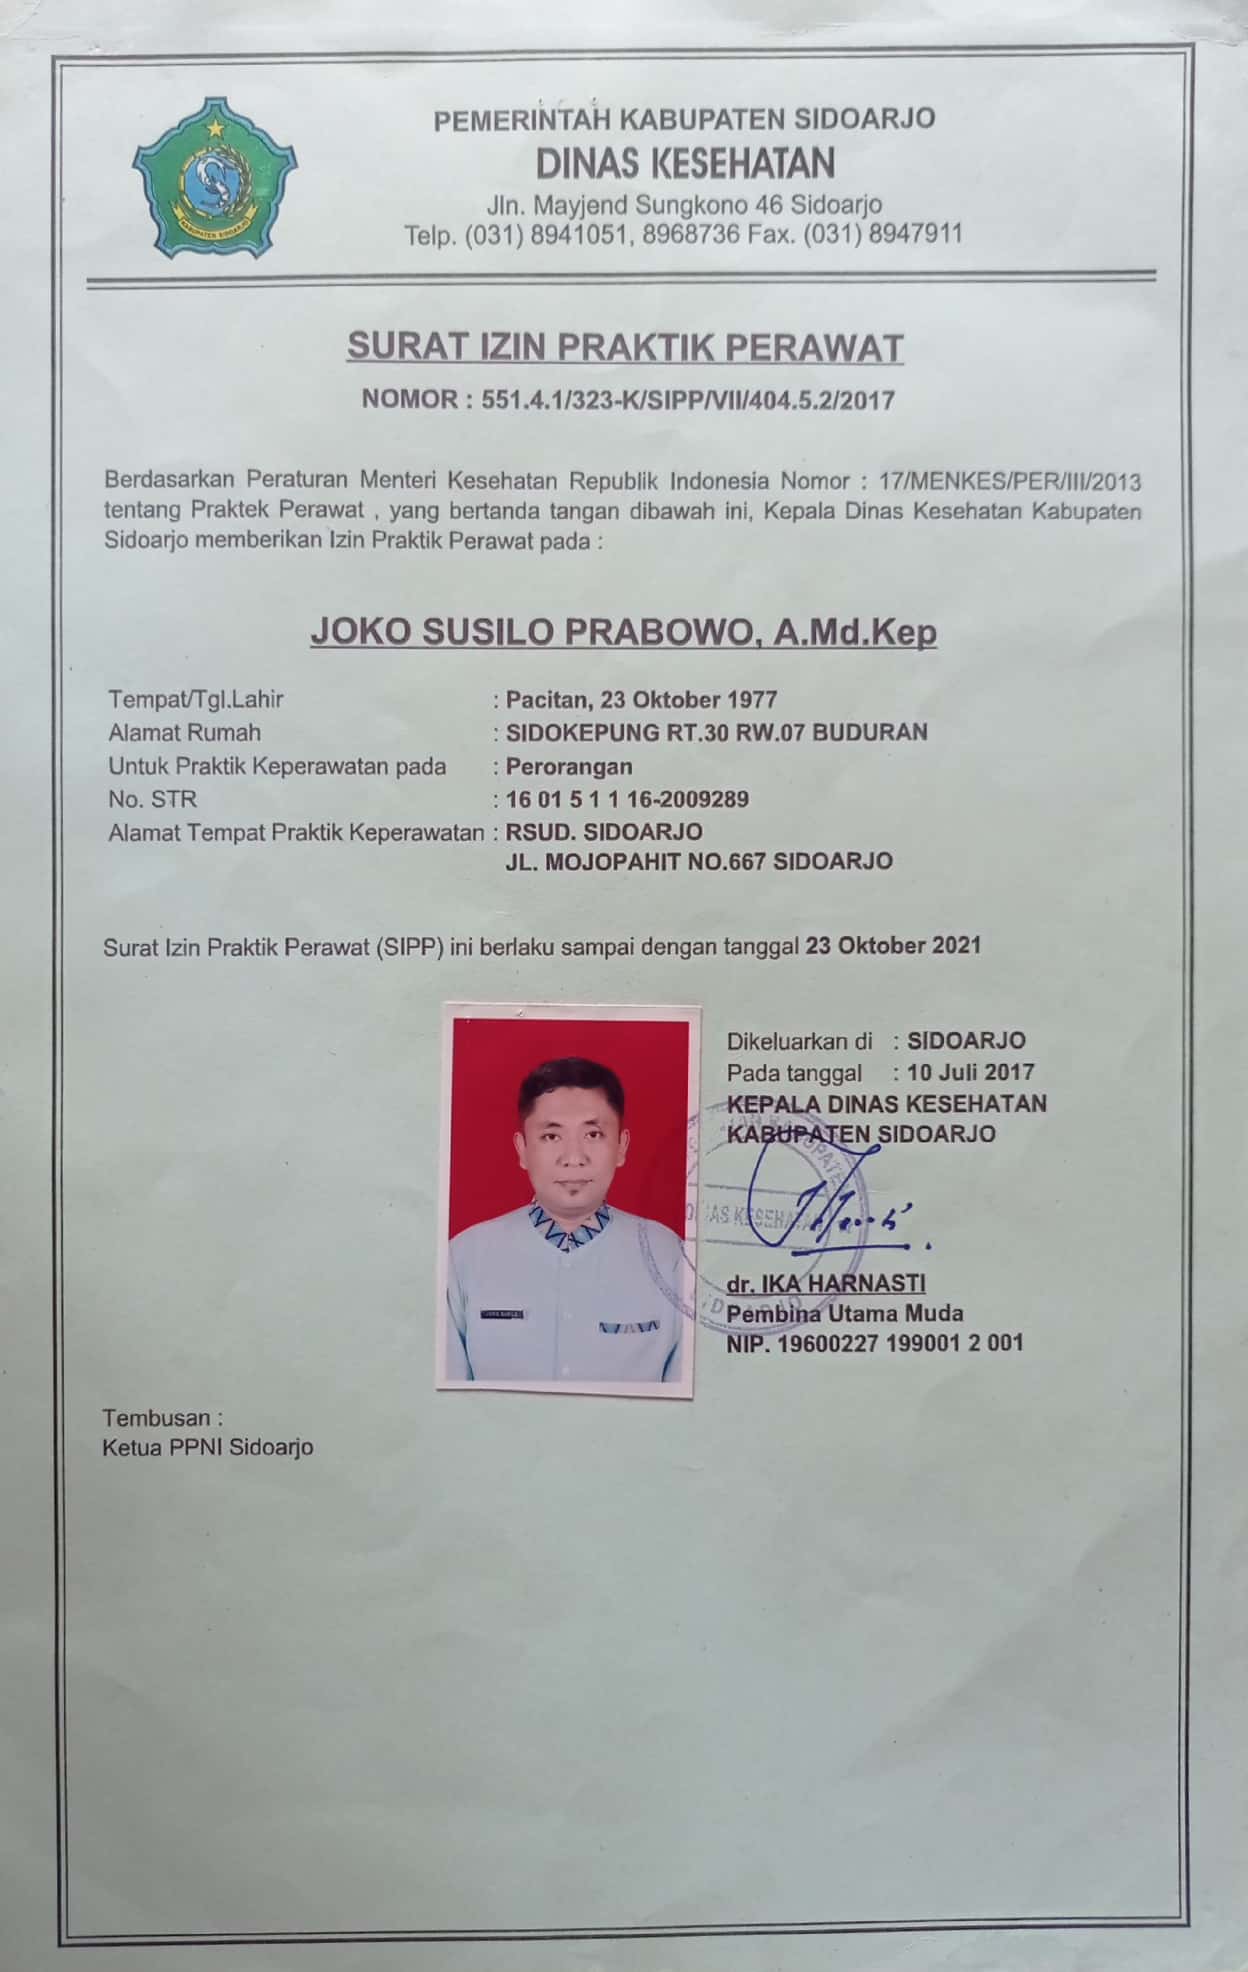 PEMERINTAH KABUPATEN SIDOARJO
DINAS KESEHATAN
Jln. Mayjend Sungkono 46 Sidoarjo
Telp. (031) 8941051, 8968736 Fax. (031) 8947911
KABUPATEN SIDOARJO
SURAT IZIN PRAKTIK PERAWAT
NOMOR : 551.4.1/323-K/SIPP/VII/404.5.2/2017
Berdasarkan Peraturan Menteri Kesehatan Republik Indonesia Nomor : 17/MENKES/PER/III/2013
tentang Praktek Perawat , yang bertanda tangan dibawah ini, Kepala Dinas Kesehatan Kabupaten
Sidoarjo memberikan Izin Praktik Perawat pada :
JOKO SUSILO PRABOWO, A.Md.Kep
Tempat/Tgl.Lahir : Pacitan, 23 Oktober 1977
Alamat Rumah : SIDOKEPUNG RT.30 RW.07 BUDURAN
Untuk Praktik Keperawatan pada : Perorangan
No. STR : 16 01 5 1 1 16-2009289
Alamat Tempat Praktik Keperawatan : RSUD. SIDOARJO
JL. MOJOPAHIT NO.667 SIDOARJO
Surat Izin Praktik Perawat (SIPP) ini berlaku sampai dengan tanggal 23 Oktober 2021
Dikeluarkan di : SIDOARJO
Pada tanggal : 10 Juli 2017
KEPALA DINAS KESEHATAN
KABUPATEN SIDOARJO
dr. IKA HARNASTI
Pembina Utama Muda
NIP. 19600227 199001 2 001
Tembusan :
Ketua PPNI Sidoarjo